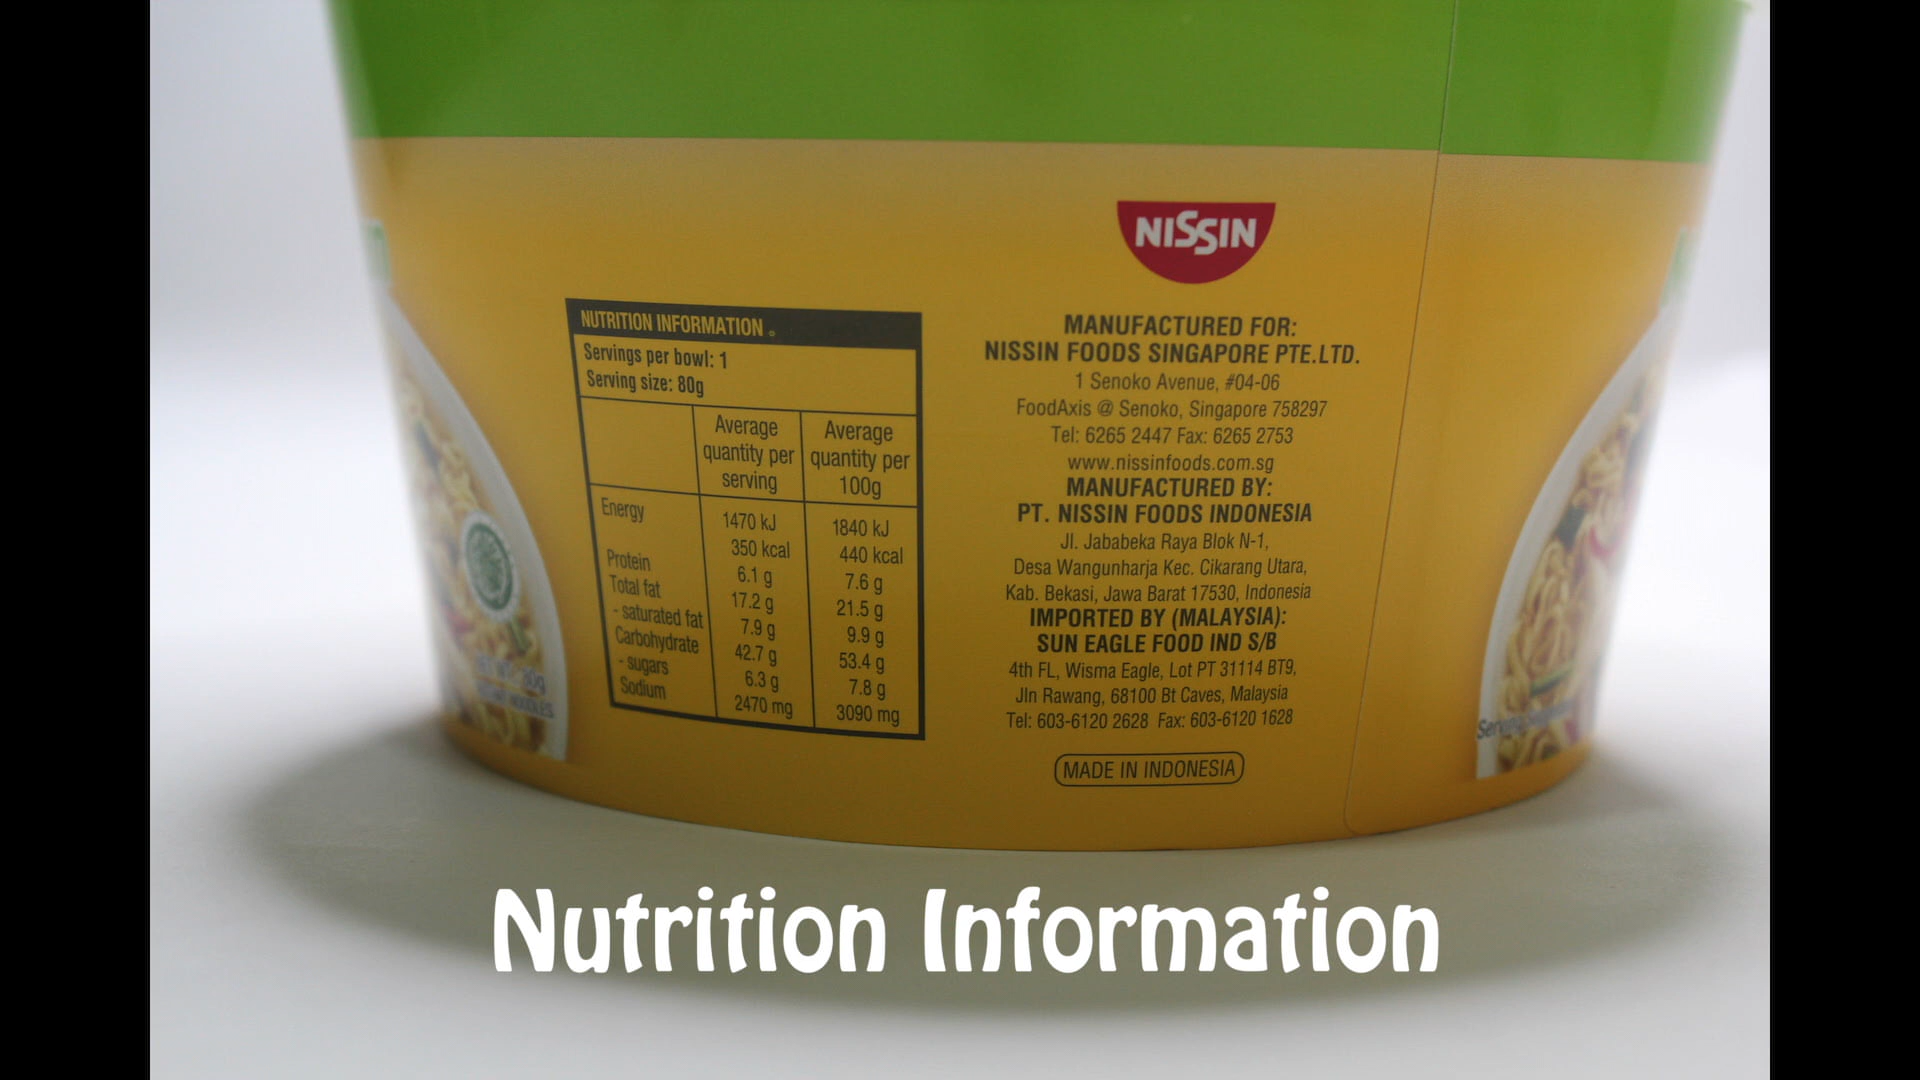 NISSIN
NUTRITION INFORMATION
Servings per bowl: 1
Serving size: 80g
Average quantity per serving
Average quantity per 100g
Energy 1470 kJ 1840 kJ
350 kcal 440 kcal
Protein 6.1 g 7.6 g
Total fat 17.2 g 21.5 g
- saturated fat 7.9 g 9.9 g
Carbohydrate 42.7 g 53.4 g
- sugars 6.3 g 7.8 g
Sodium 2470 mg 3090 mg
MANUFACTURED FOR:
NISSIN FOODS SINGAPORE PTE.LTD.
1 Senoko Avenue, #04-06
FoodAxis @ Senoko, Singapore 758297
Tel: 6265 2447 Fax: 6265 2753
www.nissinfoods.com.sg
MANUFACTURED BY:
PT. NISSIN FOODS INDONESIA
Jl. Jababeka Raya Blok N-1,
Desa Wangunharja Kec. Cikarang Utara,
Kab. Bekasi, Jawa Barat 17530, Indonesia
IMPORTED BY (MALAYSIA):
SUN EAGLE FOOD IND S/B
4th FL, Wisma Eagle, Lot PT 31114 BT9,
Jln Rawang, 68100 Bt Caves, Malaysia
Tel: 603-6120 2628 Fax: 603-6120 1628
MADE IN INDONESIA
NET WT. 80g
INSTANT NOODLES
Nutrition Information